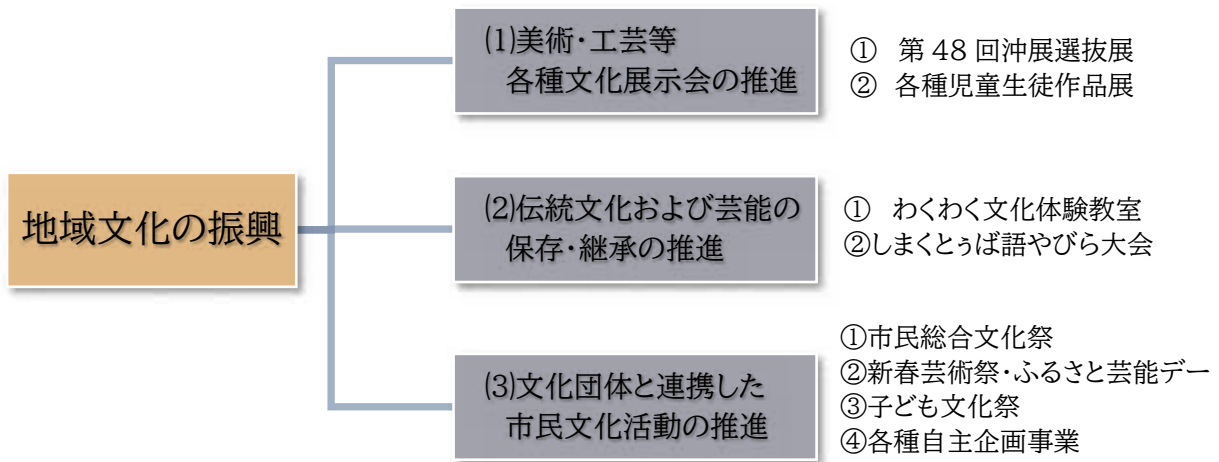 地域文化の振興
⑴美術・工芸等
各種文化展示会の推進
① 第 48 回沖展選抜展
② 各種児童生徒作品展
⑵伝統文化および芸能の
保存・継承の推進
① わくわく文化体験教室
②しまくとぅば語やびら大会
⑶文化団体と連携した
市民文化活動の推進
①市民総合文化祭
②新春芸術祭・ふるさと芸能デー
③子ども文化祭
④各種自主企画事業